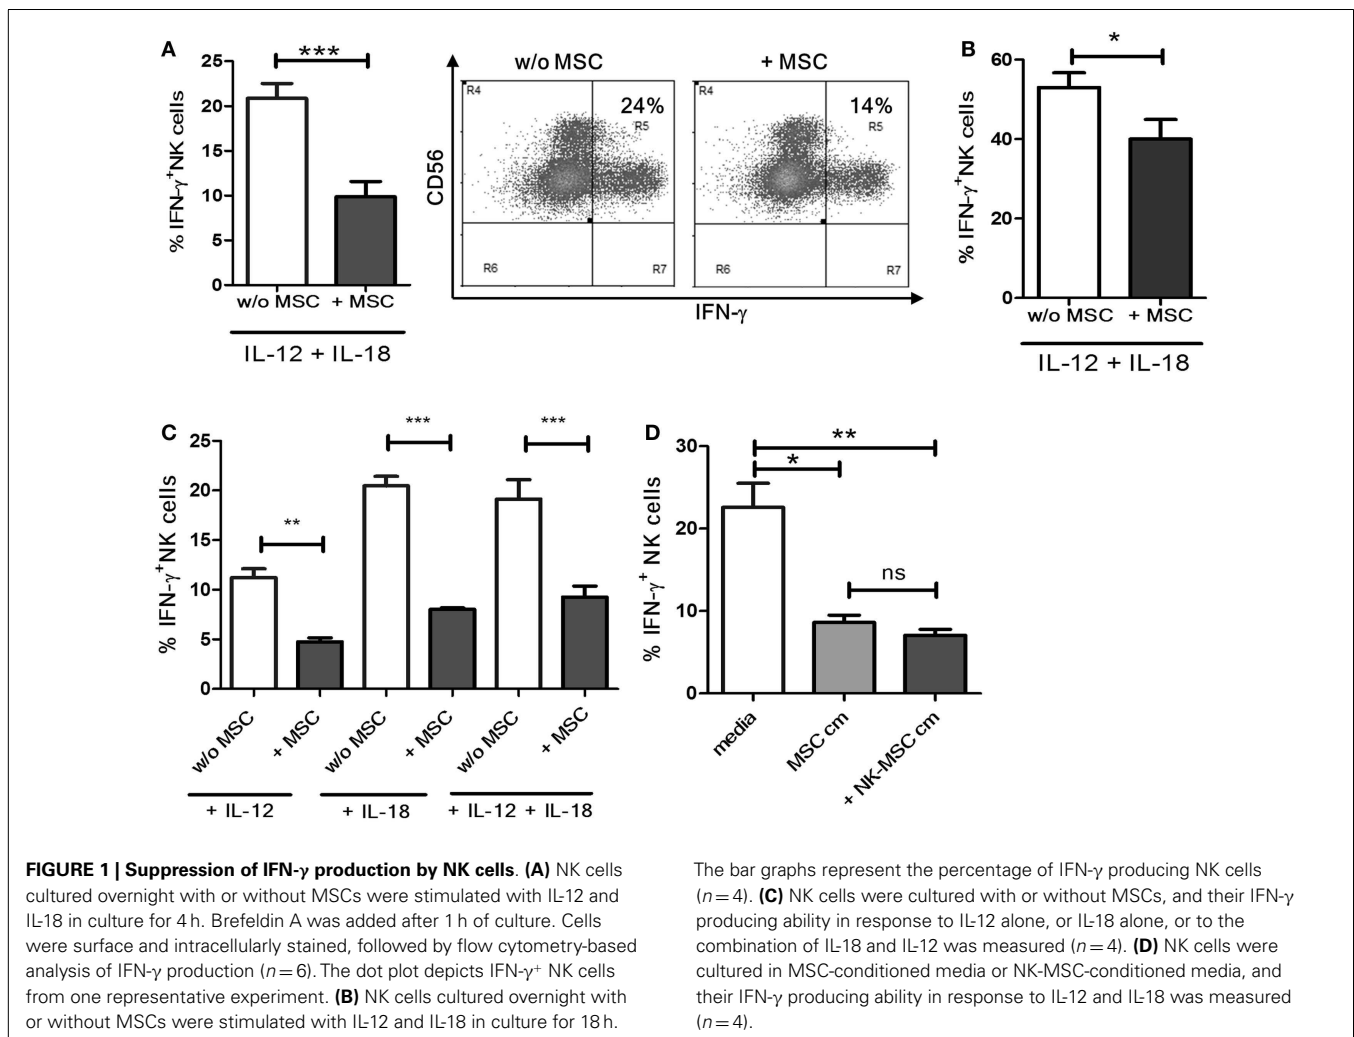 A
25
20
15
10
5
0
% IFN-γ⁺NK cells
***
w/o MSC + MSC
IL-12 + IL-18
w/o MSC
+ MSC
CD56
R4
24%
R5
R6
R7
R4
14%
R5
R6
R7
IFN-γ
B
60
40
20
0
% IFN-γ⁺NK cells
*
w/o MSC + MSC
IL-12 + IL-18
C
25
20
15
10
5
0
% IFN-γ⁺NK cells
**
***
***
w/o MSC
+ MSC
w/o MSC
+ MSC
w/o MSC
+ MSC
+ IL-12
+ IL-18
+ IL-12 + IL-18
D
30
20
10
0
% IFN-γ⁺ NK cells
**
*
ns
media
MSC cm
+ NK-MSC cm
FIGURE 1 | Suppression of IFN-γ production by NK cells. (A) NK cells
cultured overnight with or without MSCs were stimulated with IL-12 and
IL-18 in culture for 4 h. Brefeldin A was added after 1 h of culture. Cells
were surface and intracellularly stained, followed by flow cytometry-based
analysis of IFN-γ production (n = 6). The dot plot depicts IFN-γ⁺ NK cells
from one representative experiment. (B) NK cells cultured overnight with
or without MSCs were stimulated with IL-12 and IL-18 in culture for 18 h.
The bar graphs represent the percentage of IFN-γ producing NK cells
(n = 4). (C) NK cells were cultured with or without MSCs, and their IFN-γ
producing ability in response to IL-12 alone, or IL-18 alone, or to the
combination of IL-18 and IL-12 was measured (n = 4). (D) NK cells were
cultured in MSC-conditioned media or NK-MSC-conditioned media, and
their IFN-γ producing ability in response to IL-12 and IL-18 was measured
(n = 4).